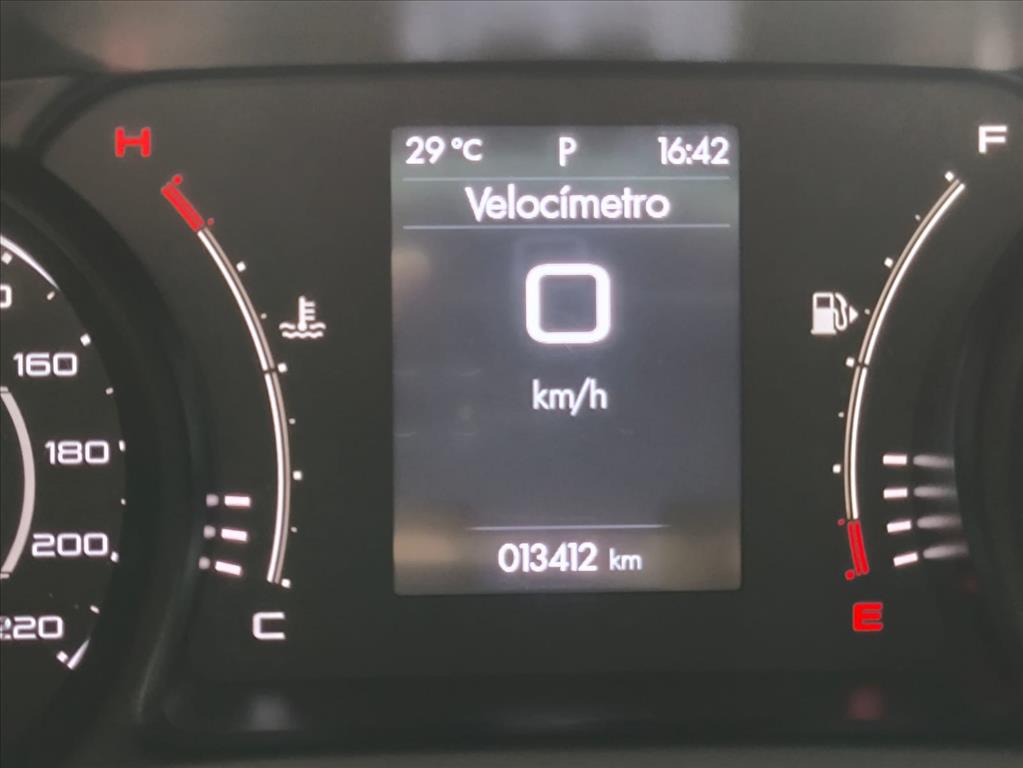 29 °C P 16:42
Velocímetro
0
km/h
013412 km
H
C
F
E
160
180
200
220